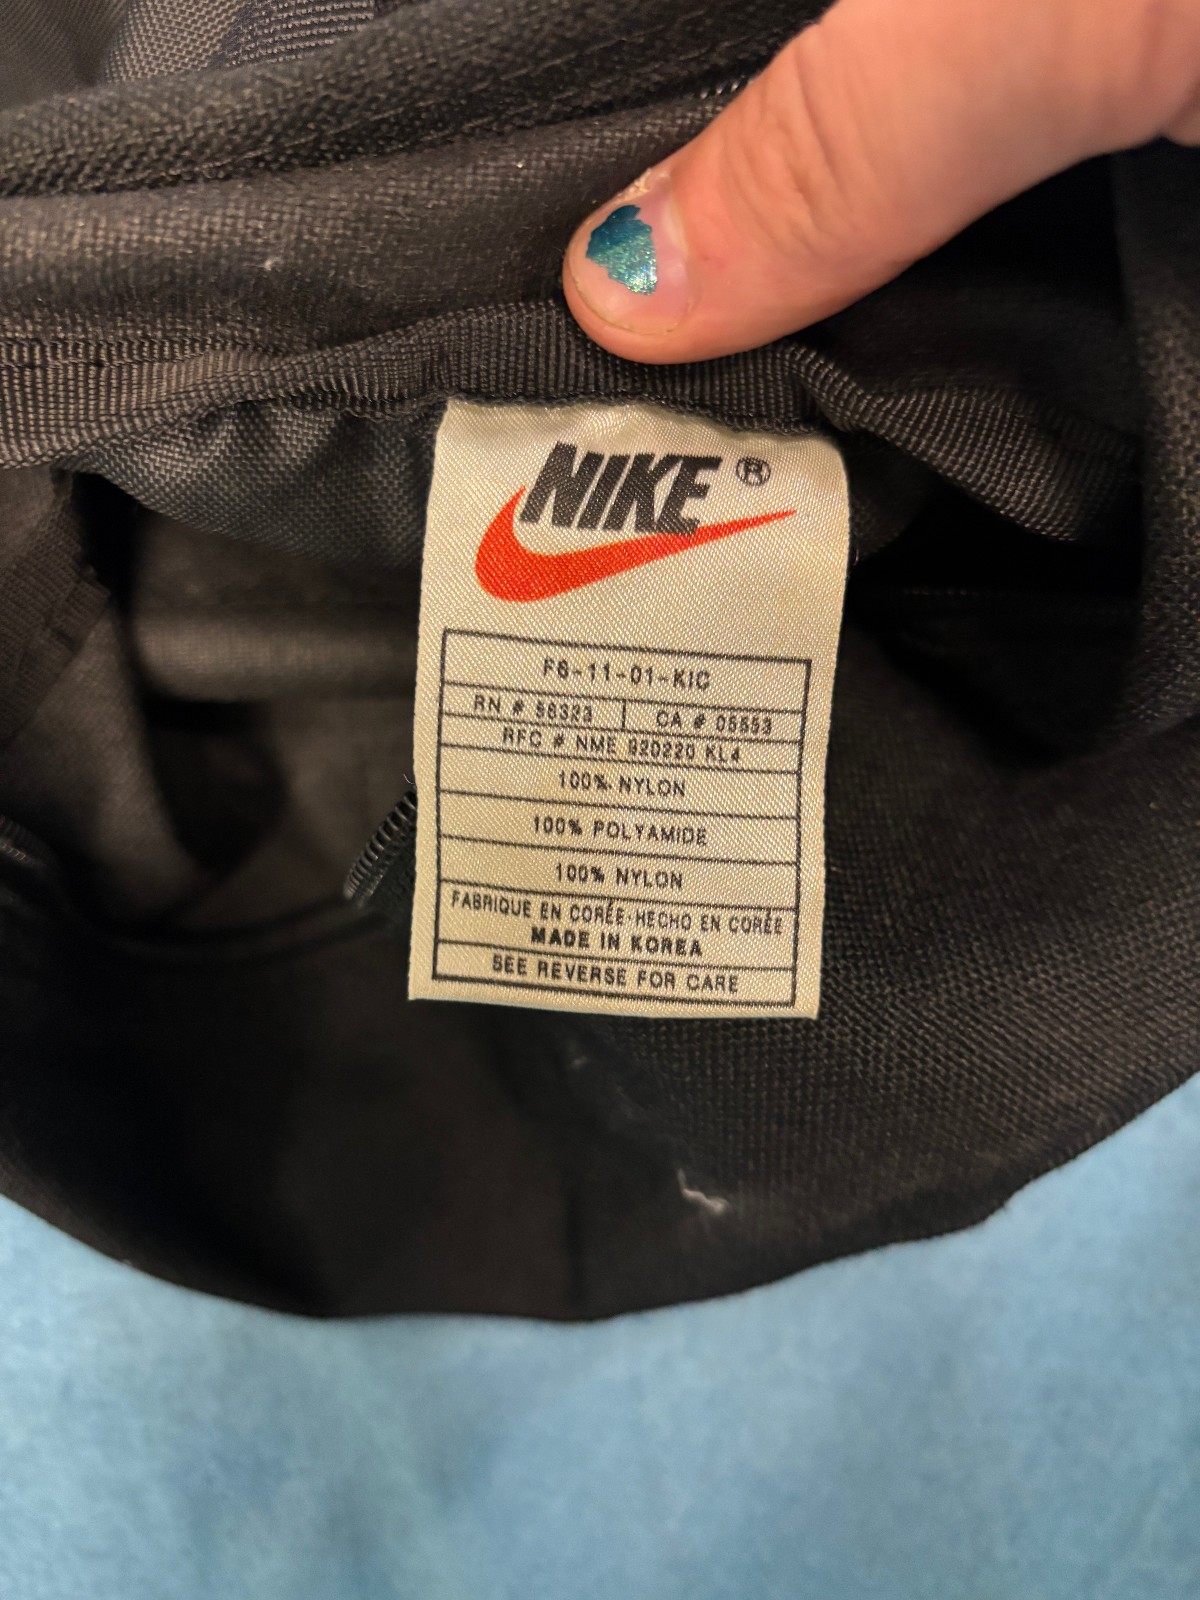 NIKE ®
F6-11-01-KIC
RN # 56323 | CA # 05553
RFC # NME 920220 KL4
100% NYLON
100% POLYAMIDE
100% NYLON
FABRIQUE EN CORÉE·HECHO EN CORÉE
MADE IN KOREA
SEE REVERSE FOR CARE